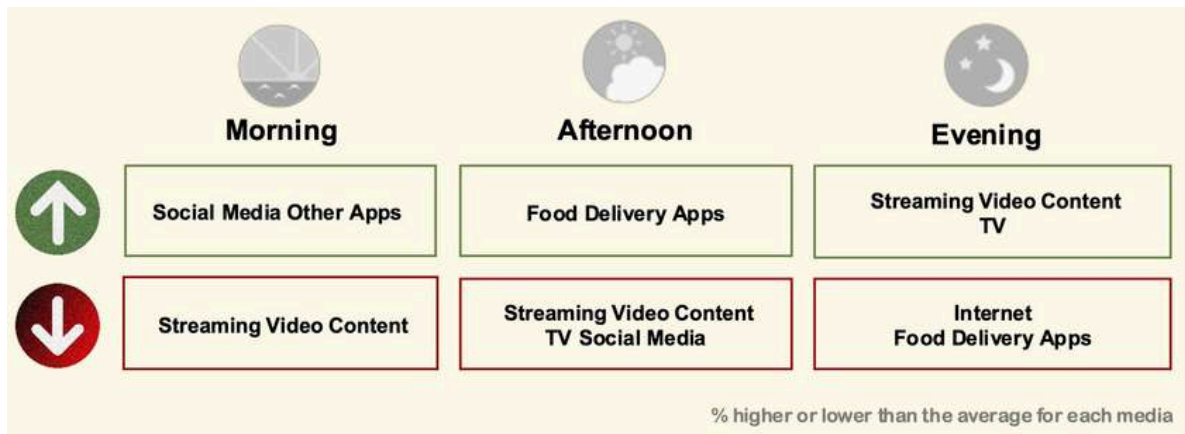 Morning
Afternoon
Evening
Social Media Other Apps
Food Delivery Apps
Streaming Video Content
TV
Streaming Video Content
Streaming Video Content
TV Social Media
Internet
Food Delivery Apps
% higher or lower than the average for each media